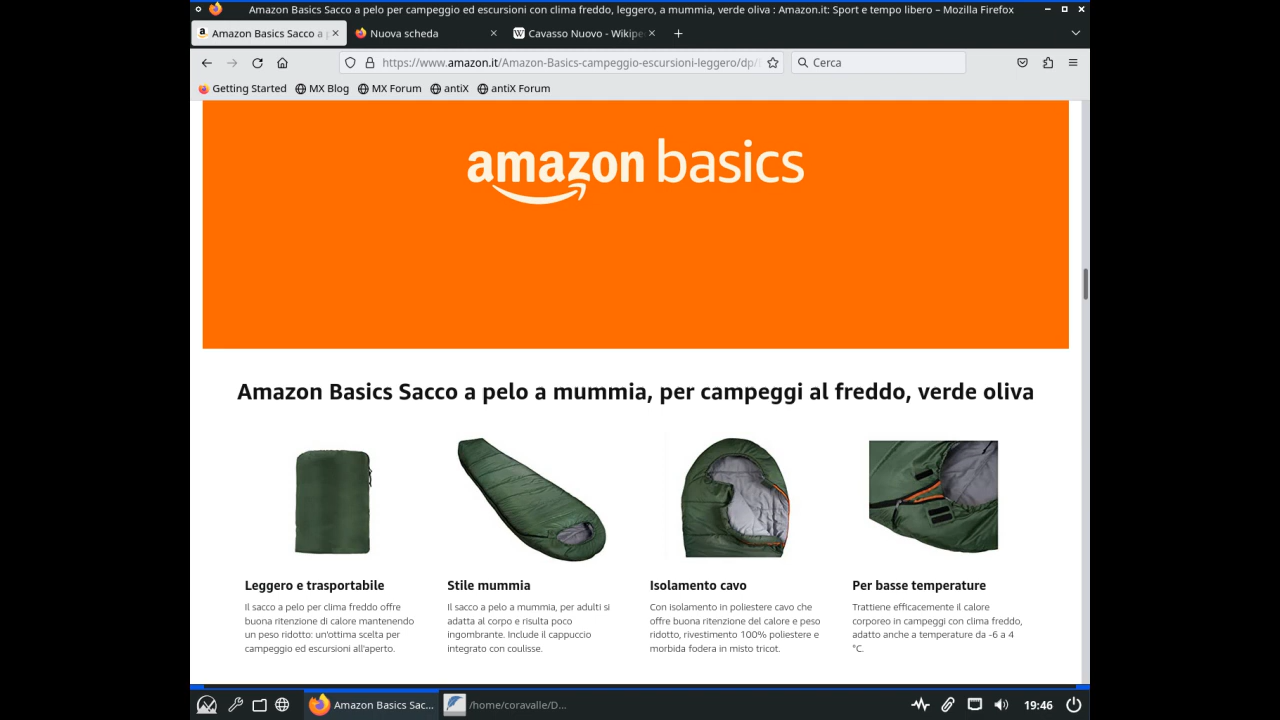 Amazon Basics Sacco a pelo per campeggio ed escursioni con clima freddo, leggero, a mummia, verde oliva : Amazon.it: Sport e tempo libero – Mozilla Firefox
Amazon Basics Sacco a
Nuova scheda
Cavasso Nuovo - Wikipe
https://www.amazon.it/Amazon-Basics-campeggio-escursioni-leggero/dp/
Cerca
Getting Started
MX Blog
MX Forum
antiX
antiX Forum
amazon basics
Amazon Basics Sacco a pelo a mummia, per campeggi al freddo, verde oliva
Leggero e trasportabile
Il sacco a pelo per clima freddo offre
buona ritenzione di calore mantenendo
un peso ridotto: un'ottima scelta per
campeggio ed escursioni all'aperto.
Stile mummia
Il sacco a pelo a mummia, per adulti si
adatta al corpo e risulta poco
ingombrante. Include il cappuccio
integrato con coulisse.
Isolamento cavo
Con isolamento in poliestere cavo che
offre buona ritenzione del calore e peso
ridotto, rivestimento 100% poliestere e
morbida fodera in misto tricot.
Per basse temperature
Trattiene efficacemente il calore
corporeo in campeggi con clima freddo,
adatto anche a temperature da -6 a 4
°C.
Amazon Basics Sac...
/home/coravalle/D...
19:46